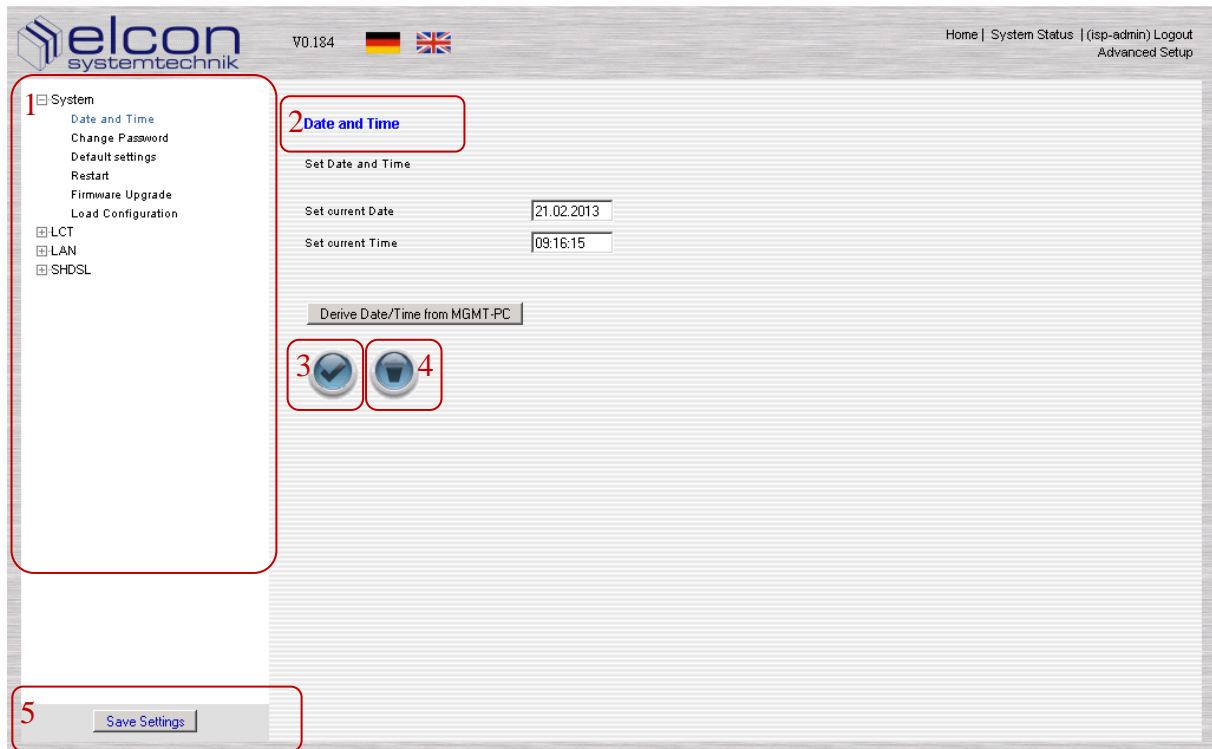 elcon
systemtechnik
V0.184
Home | System Status | (isp-admin) Logout
Advanced Setup
1
System
Date and Time
Change Password
Default settings
Restart
Firmware Upgrade
Load Configuration
LCT
LAN
SHDSL
2
Date and Time
Set Date and Time
Set current Date 21.02.2013
Set current Time 09:16:15
Derive Date/Time from MGMT-PC
3 4
5
Save Settings